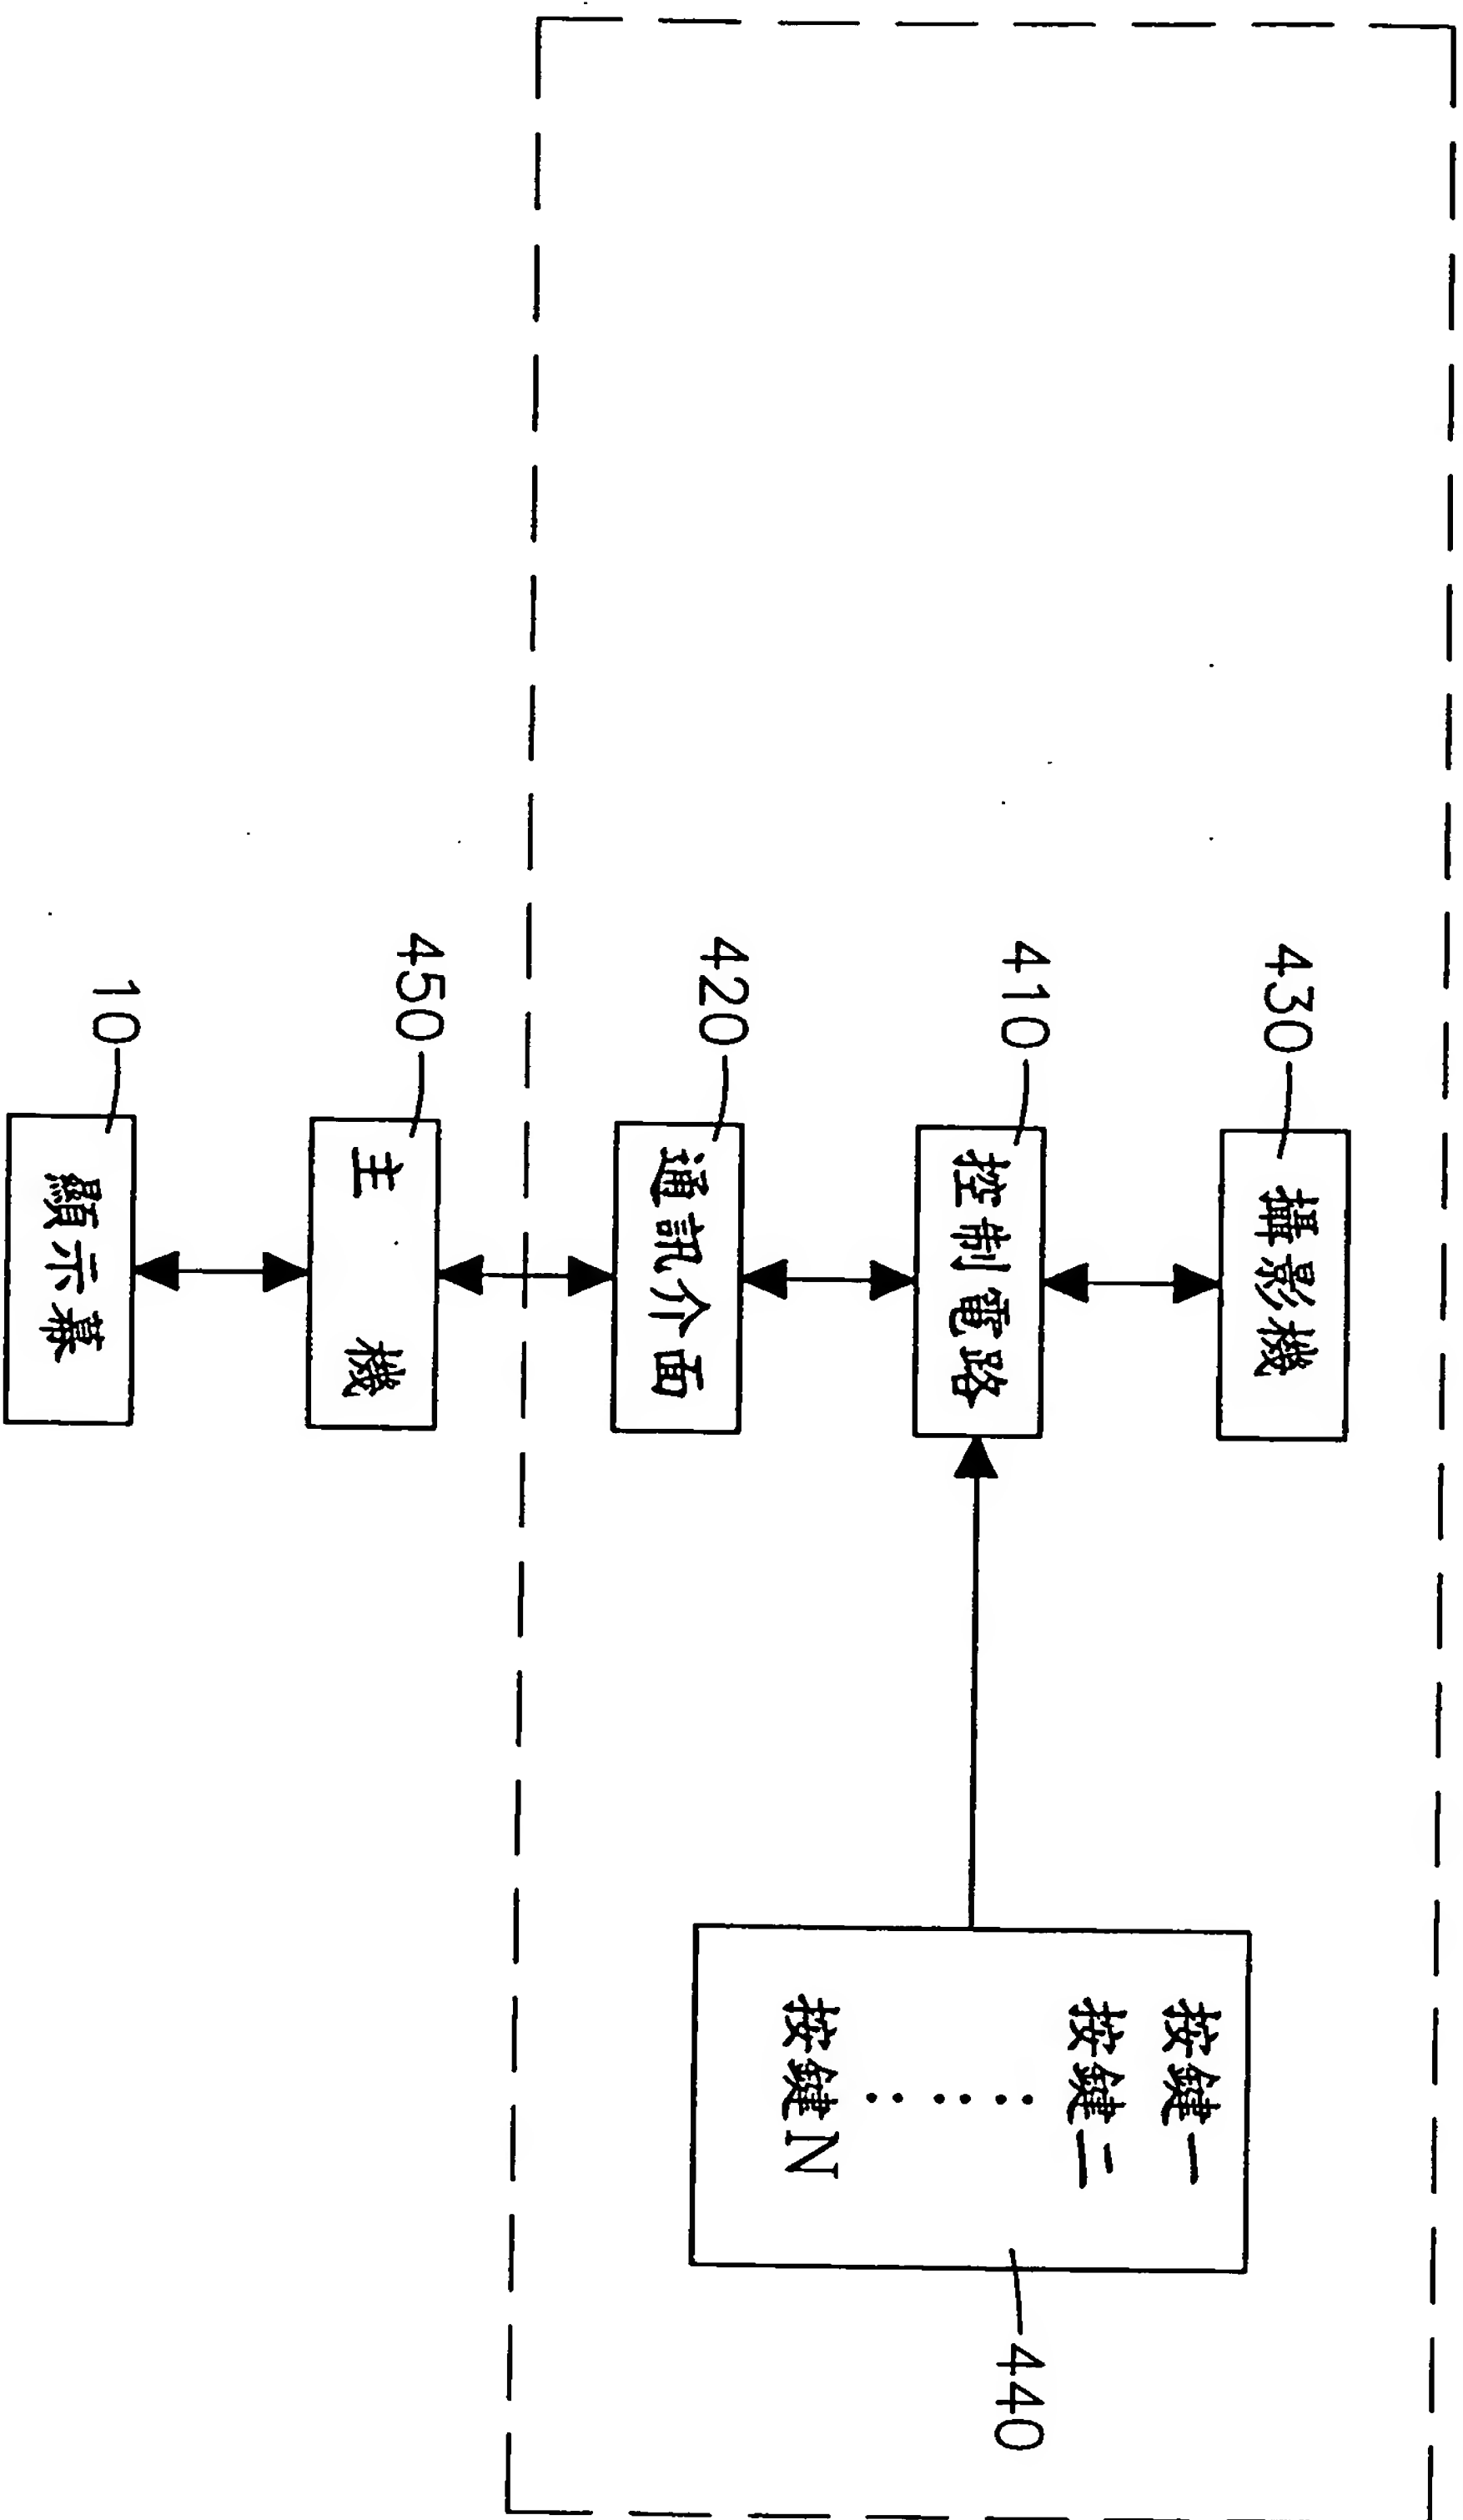 430
攝影機
410
控制電路
按鍵一
按鍵二
······
按鍵N
440
420
通訊介面
450
主機
10
顯示幕